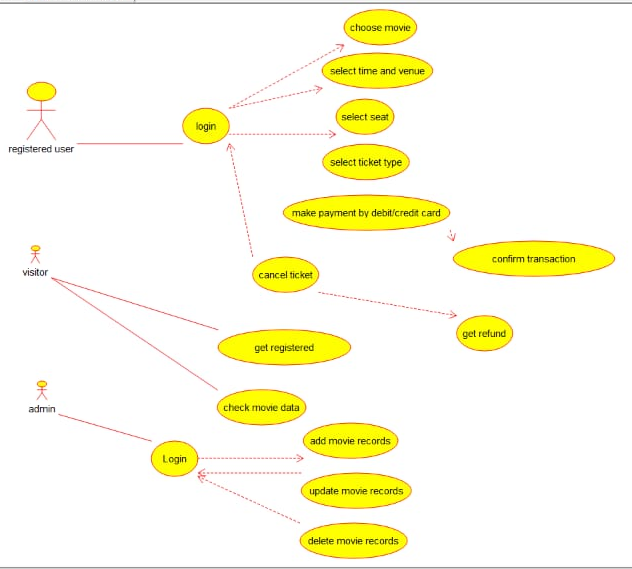 choose movie
select time and venue
login
select seat
registered user
select ticket type
make payment by debit/credit card
confirm transaction
visitor
cancel ticket
get refund
get registered
admin
check movie data
add movie records
Login
update movie records
delete movie records